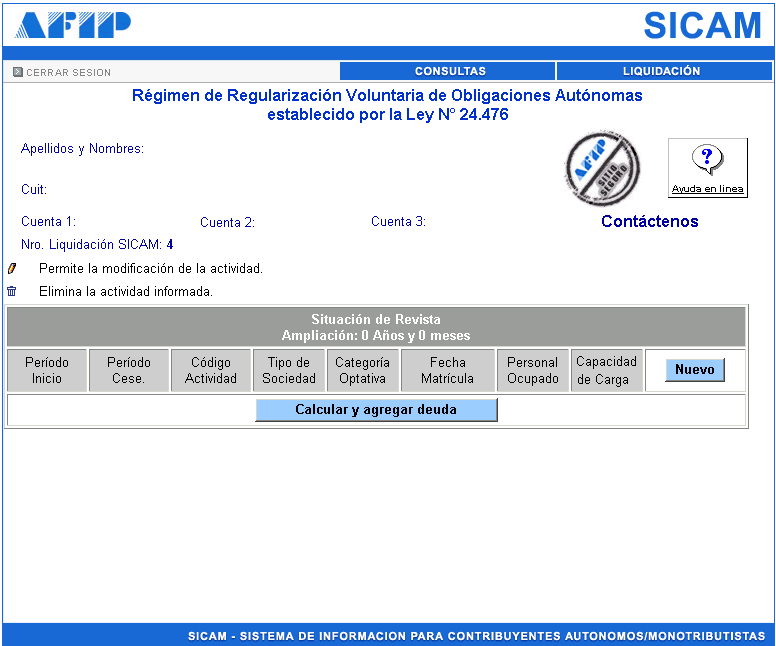 AFIP
SICAM
CERRAR SESION
CONSULTAS
LIQUIDACIÓN
Régimen de Regularización Voluntaria de Obligaciones Autónomas
establecido por la Ley N° 24.476
Apellidos y Nombres:
AFIP
SITIO
SEGURO
?
Ayuda en linea
Cuit:
Cuenta 1:
Cuenta 2:
Cuenta 3:
Contáctenos
Nro. Liquidación SICAM: 4
Permite la modificación de la actividad.
Elimina la actividad informada.
Situación de Revista
Ampliación: 0 Años y 0 meses
Período
Inicio
Período
Cese.
Código
Actividad
Tipo de
Sociedad
Categoría
Optativa
Fecha
Matrícula
Personal
Ocupado
Capacidad
de Carga
Nuevo
Calcular y agregar deuda
SICAM - SISTEMA DE INFORMACION PARA CONTRIBUYENTES AUTONOMOS/MONOTRIBUTISTAS